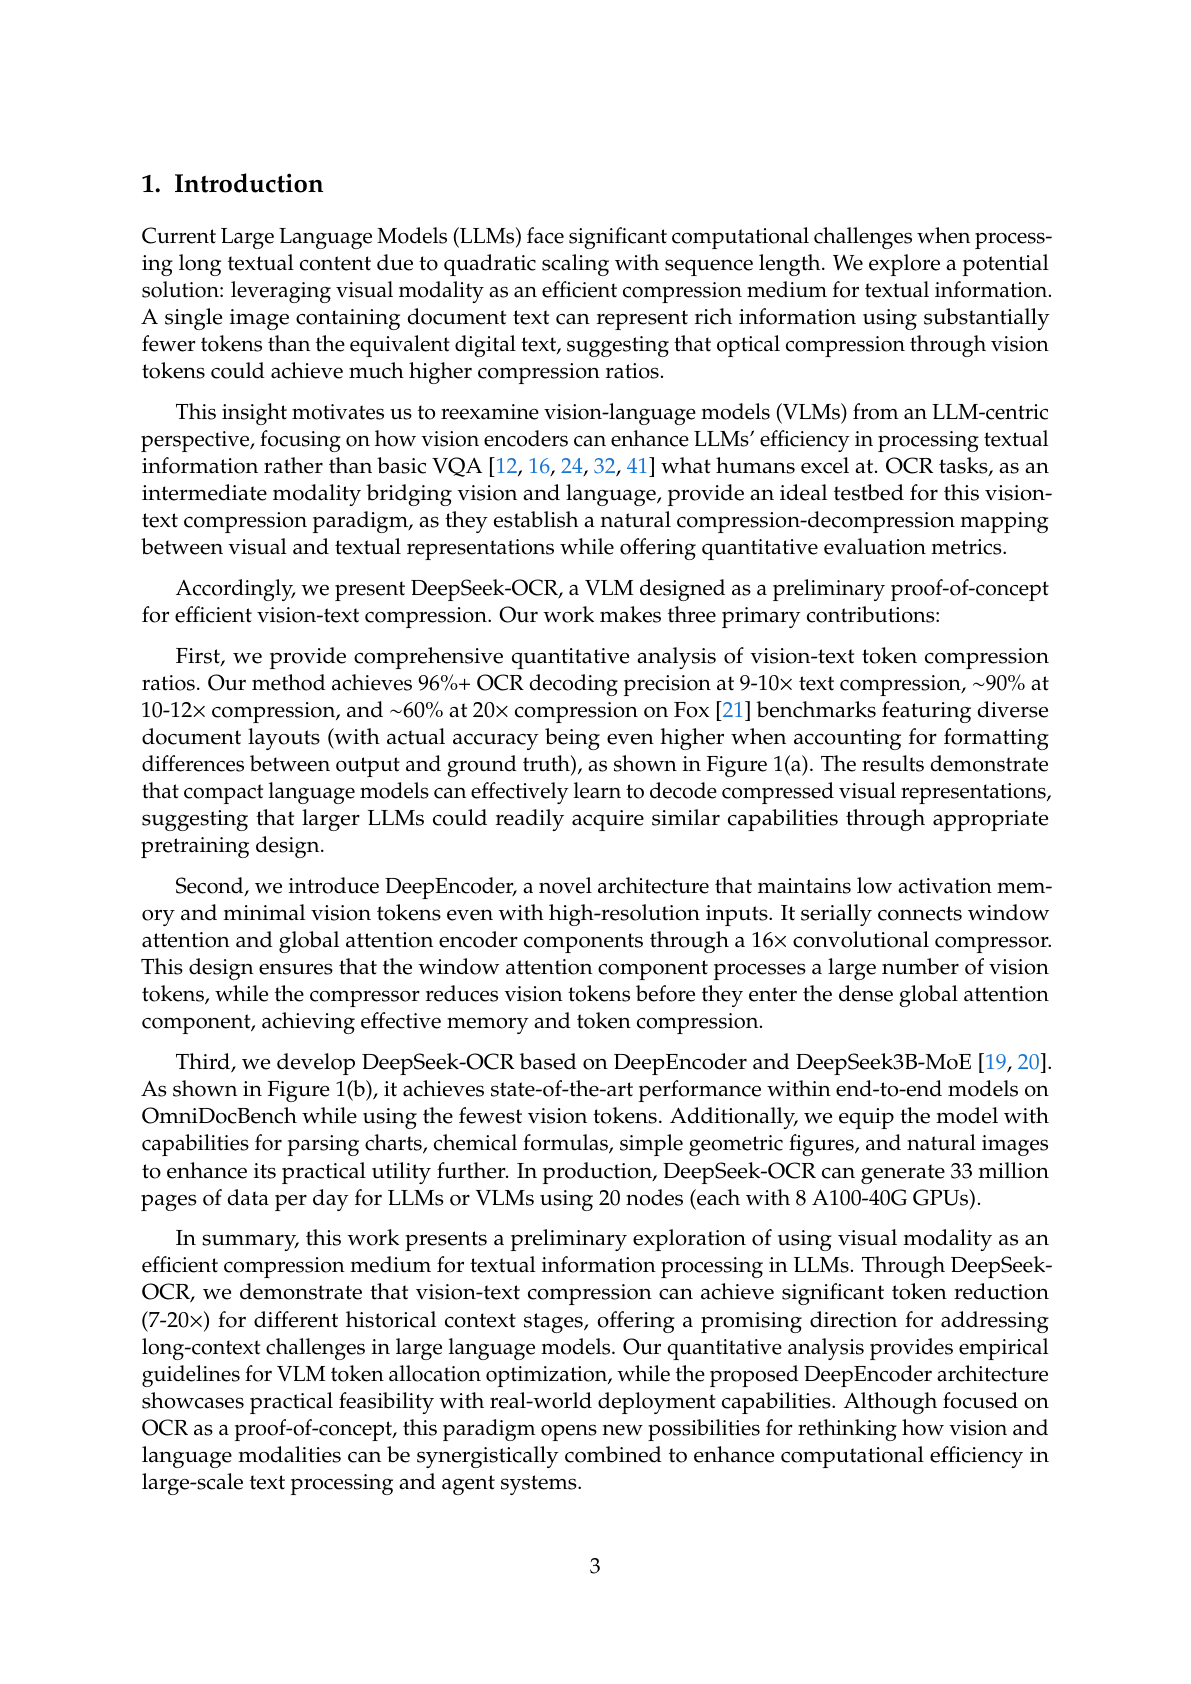 1. Introduction
Current Large Language Models (LLMs) face significant computational challenges when process-
ing long textual content due to quadratic scaling with sequence length. We explore a potential
solution: leveraging visual modality as an efficient compression medium for textual information.
A single image containing document text can represent rich information using substantially
fewer tokens than the equivalent digital text, suggesting that optical compression through vision
tokens could achieve much higher compression ratios.
This insight motivates us to reexamine vision-language models (VLMs) from an LLM-centric
perspective, focusing on how vision encoders can enhance LLMs’ efficiency in processing textual
information rather than basic VQA [12, 16, 24, 32, 41] what humans excel at. OCR tasks, as an
intermediate modality bridging vision and language, provide an ideal testbed for this vision-
text compression paradigm, as they establish a natural compression-decompression mapping
between visual and textual representations while offering quantitative evaluation metrics.
Accordingly, we present DeepSeek-OCR, a VLM designed as a preliminary proof-of-concept
for efficient vision-text compression. Our work makes three primary contributions:
First, we provide comprehensive quantitative analysis of vision-text token compression
ratios. Our method achieves 96%+ OCR decoding precision at 9-10× text compression, ~90% at
10-12× compression, and ~60% at 20× compression on Fox [21] benchmarks featuring diverse
document layouts (with actual accuracy being even higher when accounting for formatting
differences between output and ground truth), as shown in Figure 1(a). The results demonstrate
that compact language models can effectively learn to decode compressed visual representations,
suggesting that larger LLMs could readily acquire similar capabilities through appropriate
pretraining design.
Second, we introduce DeepEncoder, a novel architecture that maintains low activation mem-
ory and minimal vision tokens even with high-resolution inputs. It serially connects window
attention and global attention encoder components through a 16× convolutional compressor.
This design ensures that the window attention component processes a large number of vision
tokens, while the compressor reduces vision tokens before they enter the dense global attention
component, achieving effective memory and token compression.
Third, we develop DeepSeek-OCR based on DeepEncoder and DeepSeek3B-MoE [19, 20].
As shown in Figure 1(b), it achieves state-of-the-art performance within end-to-end models on
OmniDocBench while using the fewest vision tokens. Additionally, we equip the model with
capabilities for parsing charts, chemical formulas, simple geometric figures, and natural images
to enhance its practical utility further. In production, DeepSeek-OCR can generate 33 million
pages of data per day for LLMs or VLMs using 20 nodes (each with 8 A100-40G GPUs).
In summary, this work presents a preliminary exploration of using visual modality as an
efficient compression medium for textual information processing in LLMs. Through DeepSeek-
OCR, we demonstrate that vision-text compression can achieve significant token reduction
(7-20×) for different historical context stages, offering a promising direction for addressing
long-context challenges in large language models. Our quantitative analysis provides empirical
guidelines for VLM token allocation optimization, while the proposed DeepEncoder architecture
showcases practical feasibility with real-world deployment capabilities. Although focused on
OCR as a proof-of-concept, this paradigm opens new possibilities for rethinking how vision and
language modalities can be synergistically combined to enhance computational efficiency in
large-scale text processing and agent systems.
3